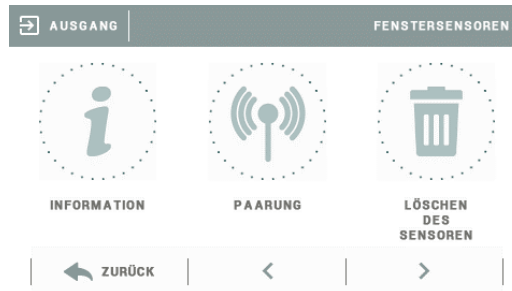 AUSGANG
FENSTERSENSOREN
INFORMATION
PAARUNG
LÖSCHEN
DES
SENSOREN
ZURÜCK